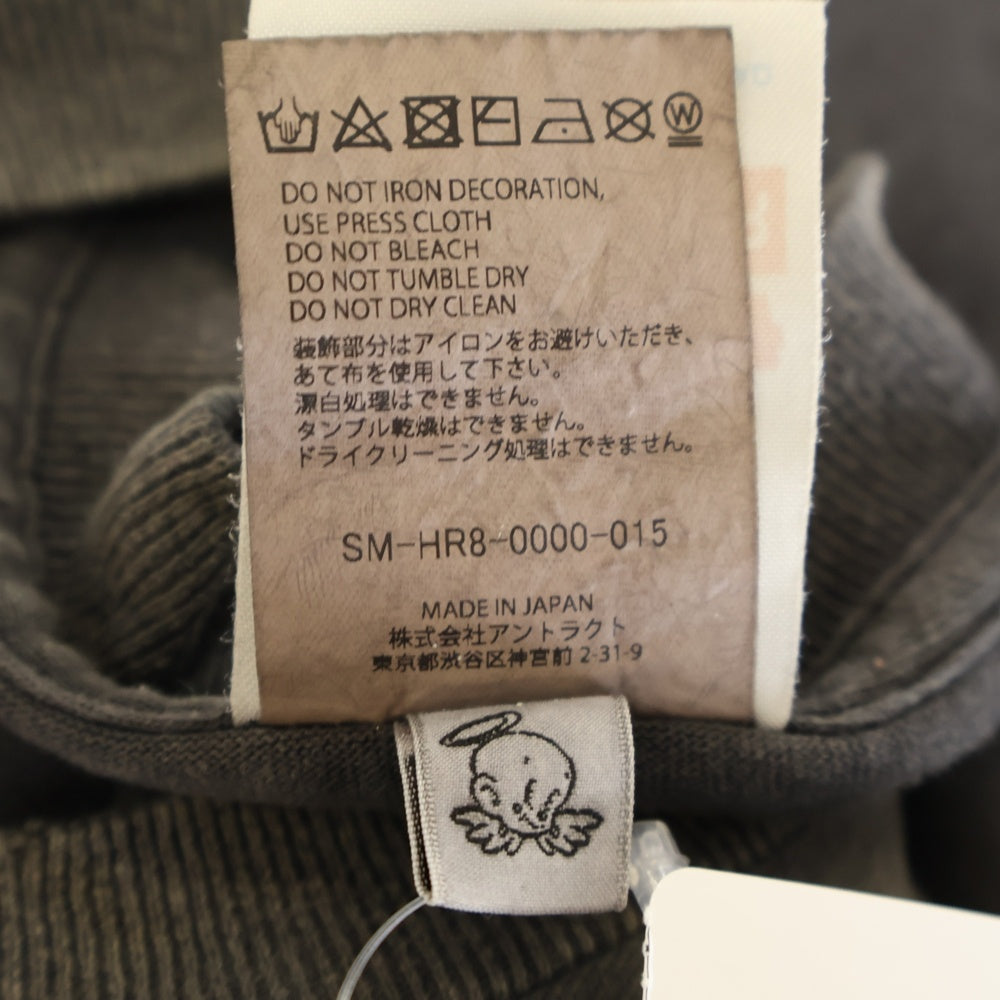 W
DO NOT IRON DECORATION,
USE PRESS CLOTH
DO NOT BLEACH
DO NOT TUMBLE DRY
DO NOT DRY CLEAN
装飾部分はアイロンをお避けいただき、
あて布を使用して下さい。
漂白処理はできません。
タンブル乾燥はできません。
ドライクリーニング処理はできません。
SM-HR8-0000-015
MADE IN JAPAN
株式会社アントラクト
東京都渋谷区神宮前 2-31-9